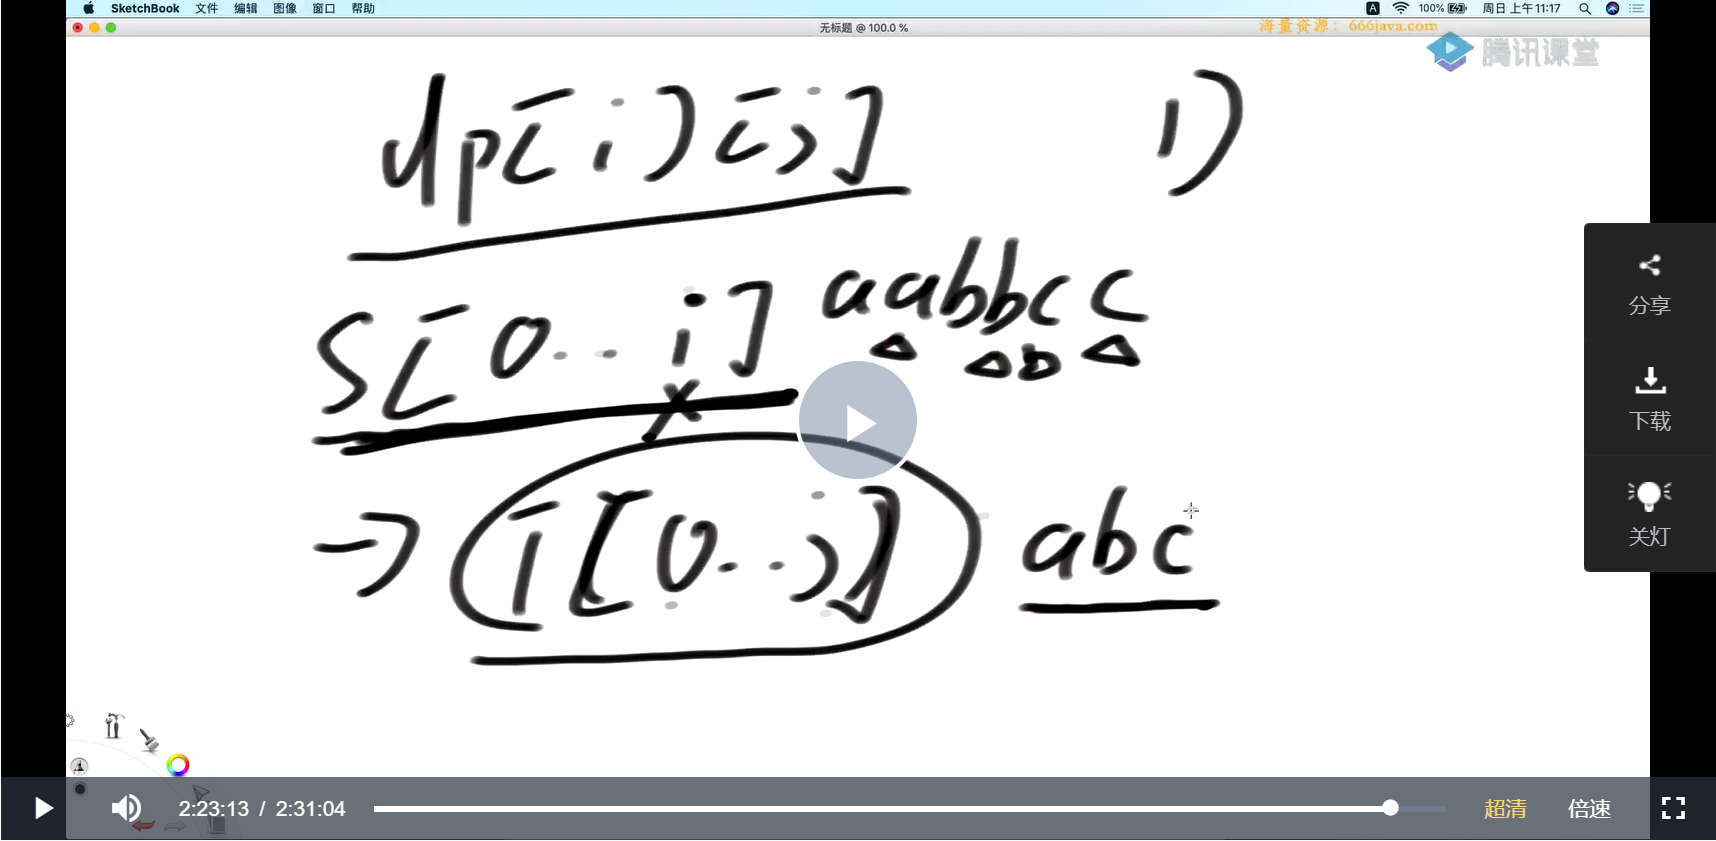 SketchBook 文件 编辑 图像 窗口 帮助 A 100% 周日 上午11:17
无标题 @ 100.0 %
海量资源：666java.com
腾讯课堂
dp[i][j] 1)
s[0..i] aabbcc
分享
下载
i[0..j] abc
关灯
2:23:13 / 2:31:04 超清 倍速